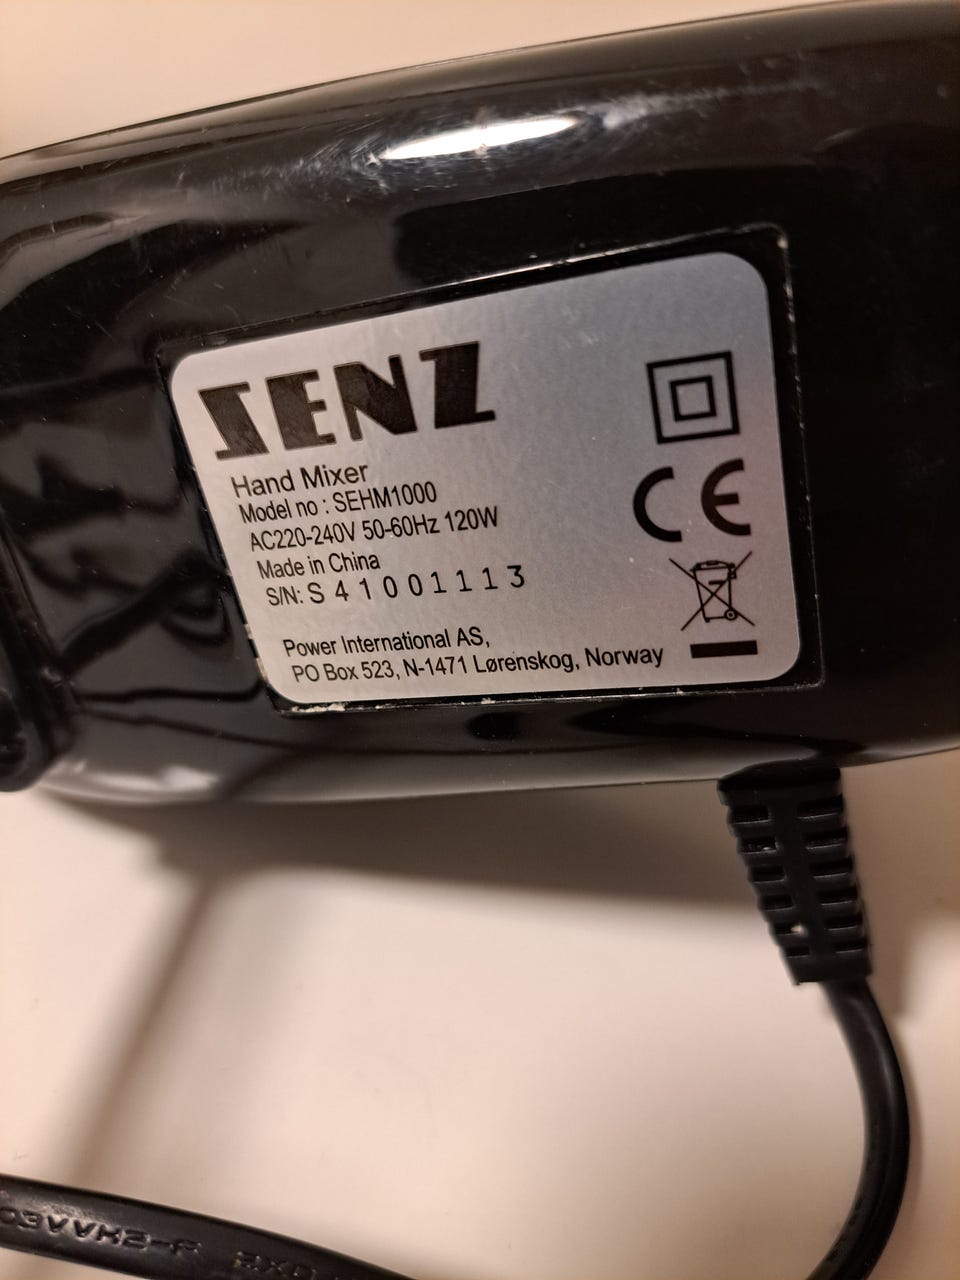 SENZ
Hand Mixer
Model no : SEHM1000
AC220-240V 50-60Hz 120W
Made in China
S/N: S 4 1 0 0 1 1 1 3
Power International AS,
PO Box 523, N-1471 Lørenskog, Norway
CE
03VVH2-F